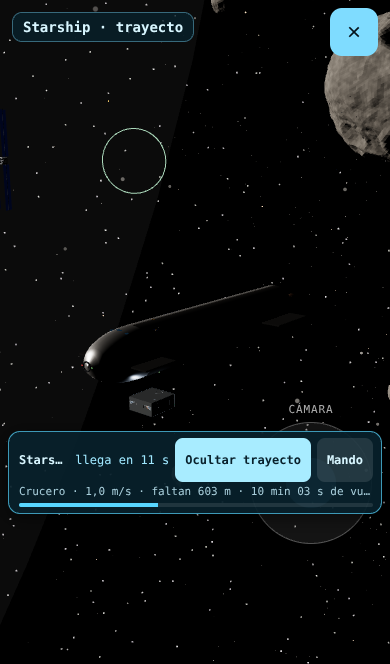 Starship · trayecto
✕
CÁMARA
Stars… llega en 11 s Ocultar trayecto Mando
Crucero · 1,0 m/s · faltan 603 m · 10 min 03 s de vu…